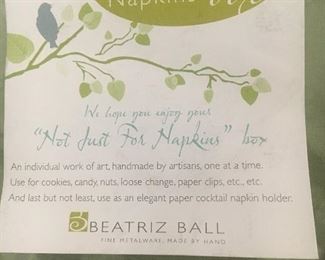 Napkins
We hope you enjoy your
"Not Just For Napkins" box
An individual work of art, handmade by artisans, one at a time.
Use for cookies, candy, nuts, loose change, paper clips, etc., etc.
And last but not least, use as an elegant paper cocktail napkin holder.
BEATRIZ BALL
FINE METALWARE, MADE BY HAND